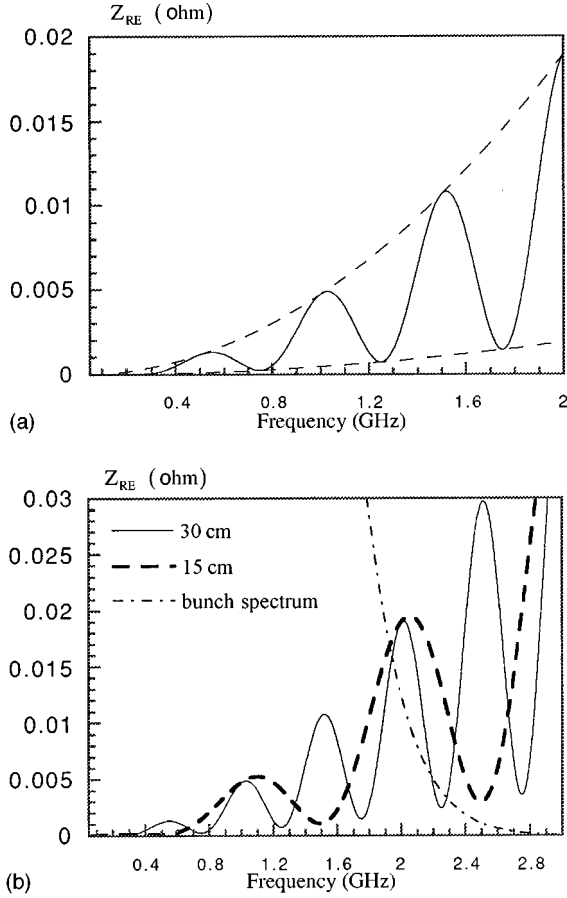 Z_RE (ohm)
0.02
0.015
0.01
0.005
0
0.4 0.8 1.2 1.6 2
Frequency (GHz)
(a)
Z_RE (ohm)
0.03
0.025
0.02
0.015
0.01
0.005
0
30 cm
15 cm
bunch spectrum
0.4 0.8 1.2 1.6 2 2.4 2.8
Frequency (GHz)
(b)